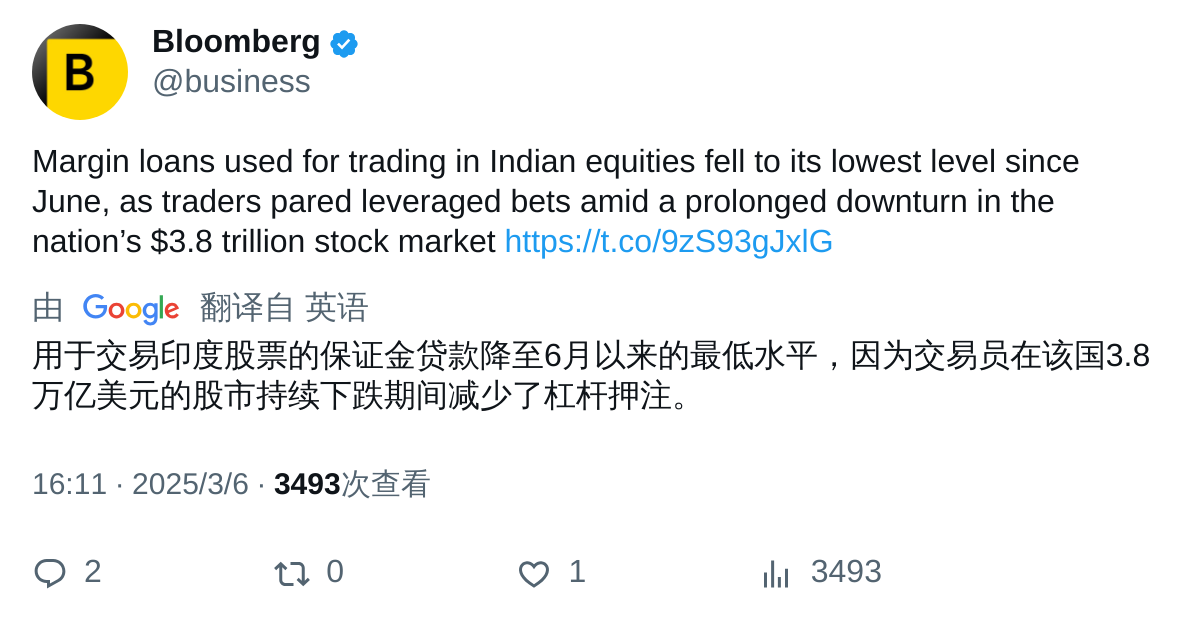 B
Bloomberg
@business
Margin loans used for trading in Indian equities fell to its lowest level since
June, as traders pared leveraged bets amid a prolonged downturn in the
nation’s $3.8 trillion stock market https://t.co/9zS93gJxlG
由 Google 翻译自 英语
用于交易印度股票的保证金贷款降至6月以来的最低水平，因为交易员在该国3.8
万亿美元的股市持续下跌期间减少了杠杆押注。
16:11 · 2025/3/6 · 3493次查看
2 0 1 3493